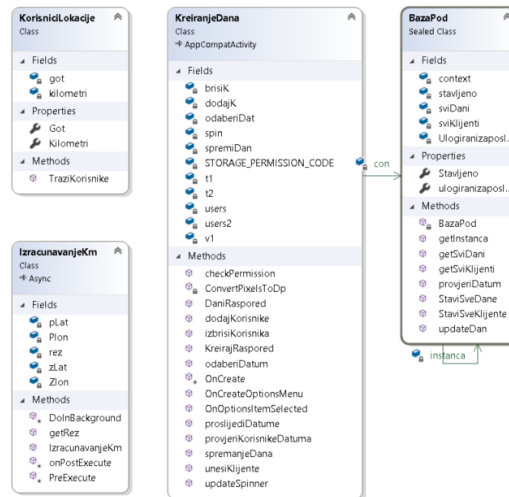 KorisniciLokacije
Class
Fields
got
kilometri
Properties
Got
Kilometri
Methods
TraziKorisnike
IzracunavanjeKm
Class
Async
Fields
pLat
Plon
rez
zLat
Zlon
Methods
DoInBackground
getRez
IzracunavanjeKm
onPostExecute
PreExecute
KreiranjeDana
Class
AppCompatActivity
Fields
brisiK
dodajK
odaberiDat
spin
spremiDan
STORAGE_PERMISSION_CODE
t1
t2
users
users2
v1
Methods
checkPermission
ConvertPixelsToDp
DaniRaspored
dodajKorisnike
izbrisiKorisnika
KreirajRaspored
odaberiDatum
OnCreate
OnCreateOptionsMenu
OnOptionsItemSelected
proslijediDatume
provjeriKorisnikeDatuma
spremanjeDana
unesiKlijente
updateSpinner
con
BazaPod
Sealed Class
Fields
context
stavljeno
sviDani
sviKlijenti
Ulogiranizaposl...
Properties
Stavljeno
ulogiranizaposl...
Methods
BazaPod
getInstanca
getSviDani
getSviKlijenti
provjeriDatum
StaviSveDane
StaviSveKlijente
updateDan
instanca